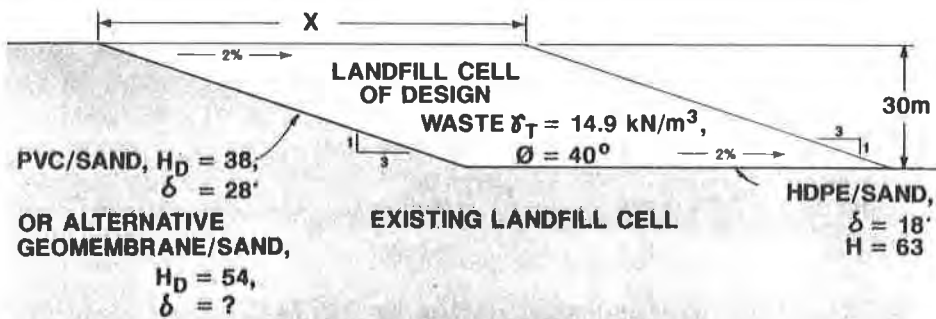 X
2%
LANDFILL CELL
OF DESIGN
30m
WASTE γT = 14.9 kN/m³,
Ø = 40°
1
3
3
1
2%
PVC/SAND, HD = 38,
δ = 28°
OR ALTERNATIVE
GEOMEMBRANE/SAND,
HD = 54,
δ = ?
EXISTING LANDFILL CELL
HDPE/SAND,
δ = 18°
H = 63